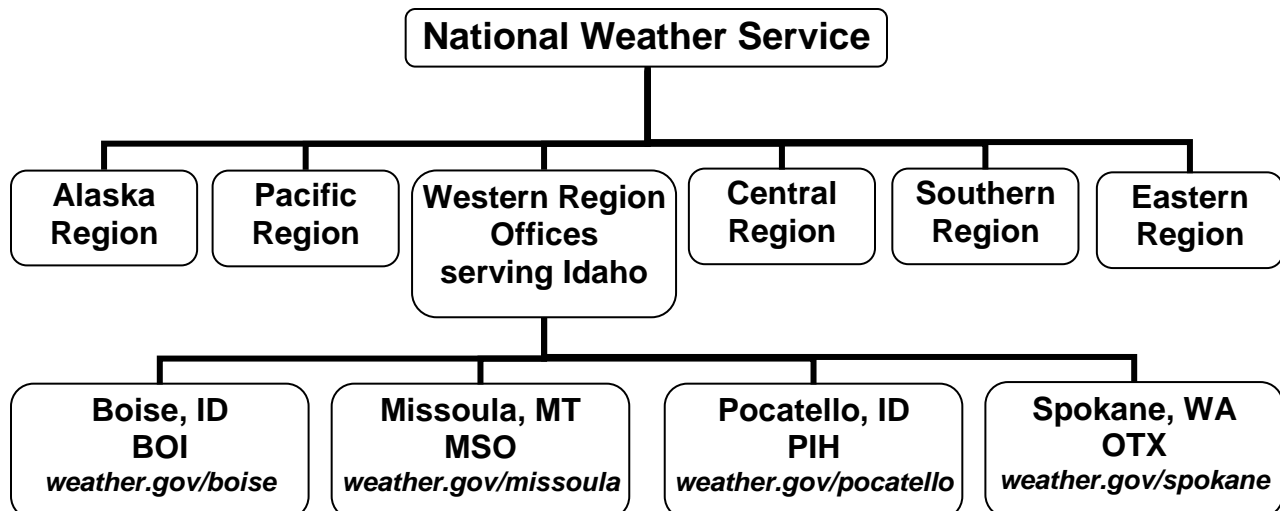 National Weather Service
Alaska
Region
Pacific
Region
Western Region
Offices
serving Idaho
Central
Region
Southern
Region
Eastern
Region
Boise, ID
BOI
weather.gov/boise
Missoula, MT
MSO
weather.gov/missoula
Pocatello, ID
PIH
weather.gov/pocatello
Spokane, WA
OTX
weather.gov/spokane